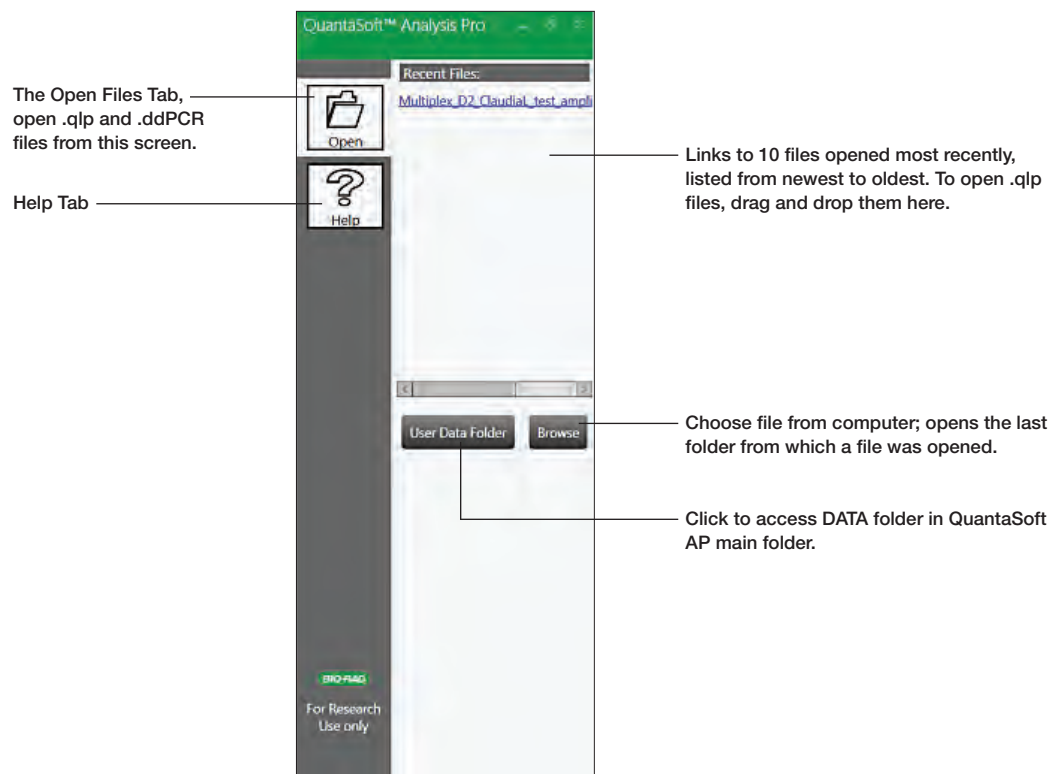 QuantaSoft™ Analysis Pro
The Open Files Tab,
open .qlp and .ddPCR
files from this screen.
Open
Help Tab
Help
Recent Files:
Multiplex_D2_ClaudiaL_test_ampli
Links to 10 files opened most recently,
listed from newest to oldest. To open .qlp
files, drag and drop them here.
User Data Folder
Browse
Choose file from computer; opens the last
folder from which a file was opened.
Click to access DATA folder in QuantaSoft
AP main folder.
BIO-RAD
For Research
Use only